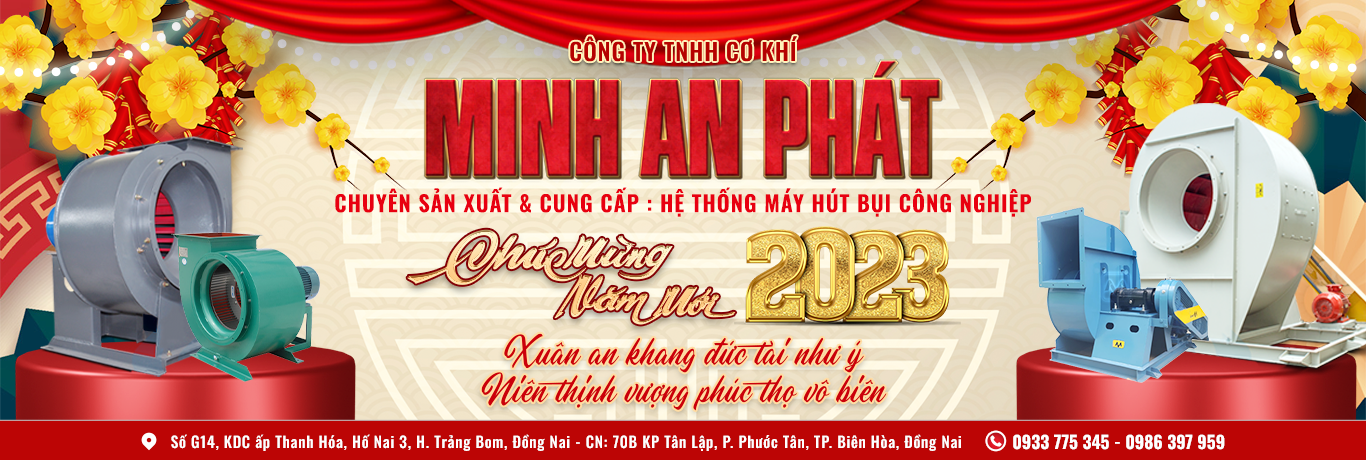 CÔNG TY TNHH CƠ KHÍ
MINH AN PHÁT
CHUYÊN SẢN XUẤT & CUNG CẤP : HỆ THỐNG MÁY HÚT BỤI CÔNG NGHIỆP
Chúc Mừng
Năm Mới
2023
Xuân an khang đức tài như ý
Niên thịnh vượng phúc thọ vô biên
Số G14, KDC ấp Thanh Hóa, Hố Nai 3, H. Trảng Bom, Đồng Nai - CN: 70B KP Tân Lập, P. Phước Tân, TP. Biên Hòa, Đồng Nai 0933 775 345 - 0986 397 959